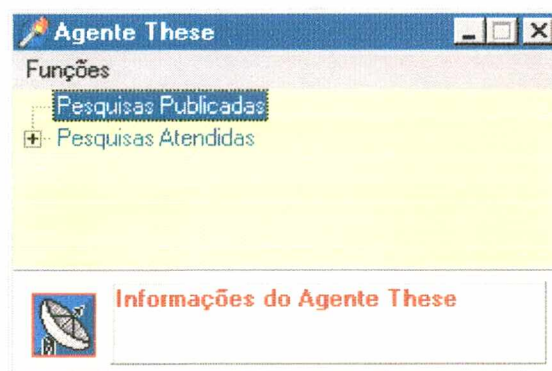 Agente These
Funções
Pesquisas Publicadas
Pesquisas Atendidas
Informações do Agente These